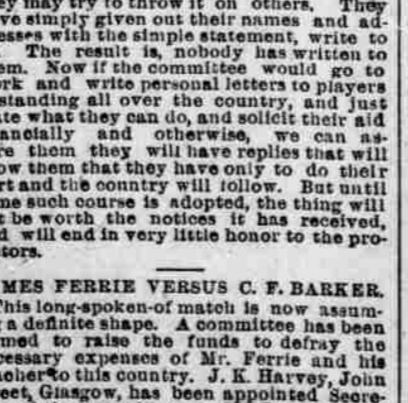 ey may try to throw it on others. They
ve simply given out their names and ad-
esses with the simple statement, write to
. The result is, nobody has written to
em. Now if the committee would go to
rk and write personal letters to players
standing all over the country, and just
ate what they can do, and solicit their aid
ancially and otherwise, we can as-
re them they will have replies that will
ow them that they have only to do their
rt and the country will follow. But until
me such course is adopted, the thing will
t be worth the notices it has received,
d will end in very little honor to the pro-
tors.
MES FERRIE VERSUS C. F. BARKER.
This long-spoken-of match is now assum-
g a definite shape. A committee has been
med to raise the funds to defray the
cessary expenses of Mr. Ferrie and his
acher to this country. J. K. Harvey, John
eet, Glasgow, has been appointed Secre-